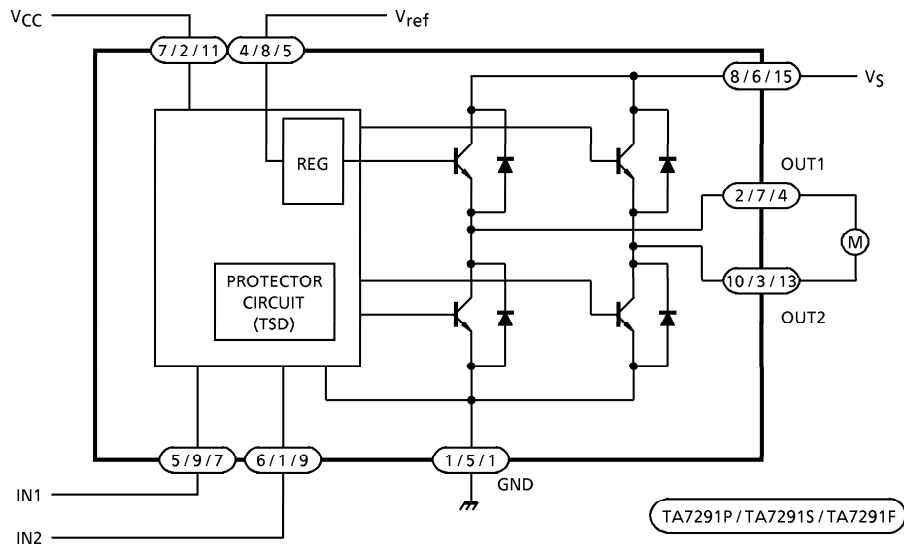 VCC
Vref
7 / 2 / 11
4 / 8 / 5
8 / 6 / 15
VS
REG
OUT1
2 / 7 / 4
M
PROTECTOR
CIRCUIT
(TSD)
10 / 3 / 13
OUT2
5 / 9 / 7
6 / 1 / 9
1 / 5 / 1
GND
IN1
IN2
TA7291P / TA7291S / TA7291F